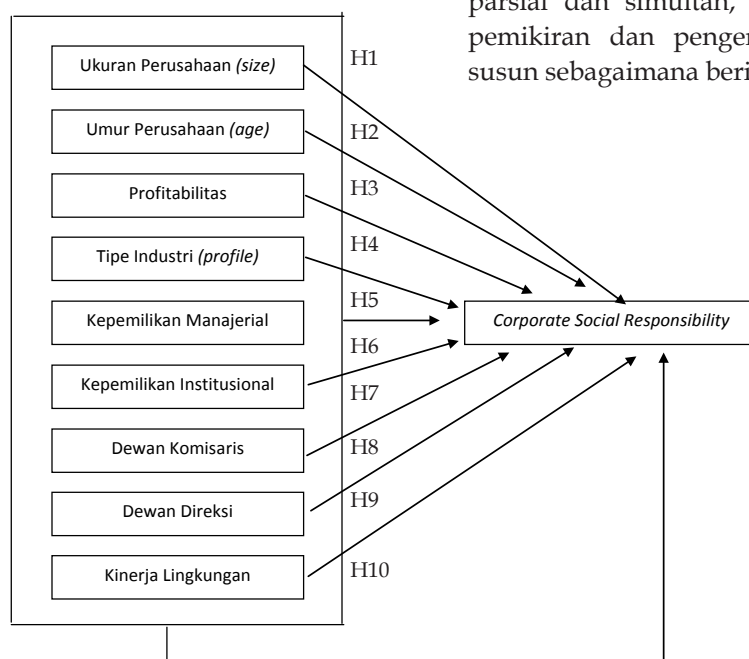 parsial dan simultan,
pemikiran dan
susun sebagaimana
Ukuran Perusahaan (size)
H1
Umur Perusahaan (age)
H2
Profitabilitas
H3
Tipe Industri (profile)
H4
Kepemilikan Manajerial
H5
Corporate Social Responsibility
Kepemilikan Institusional
H6
H7
Dewan Komisaris
H8
Dewan Direksi
H9
Kinerja Lingkungan
H10